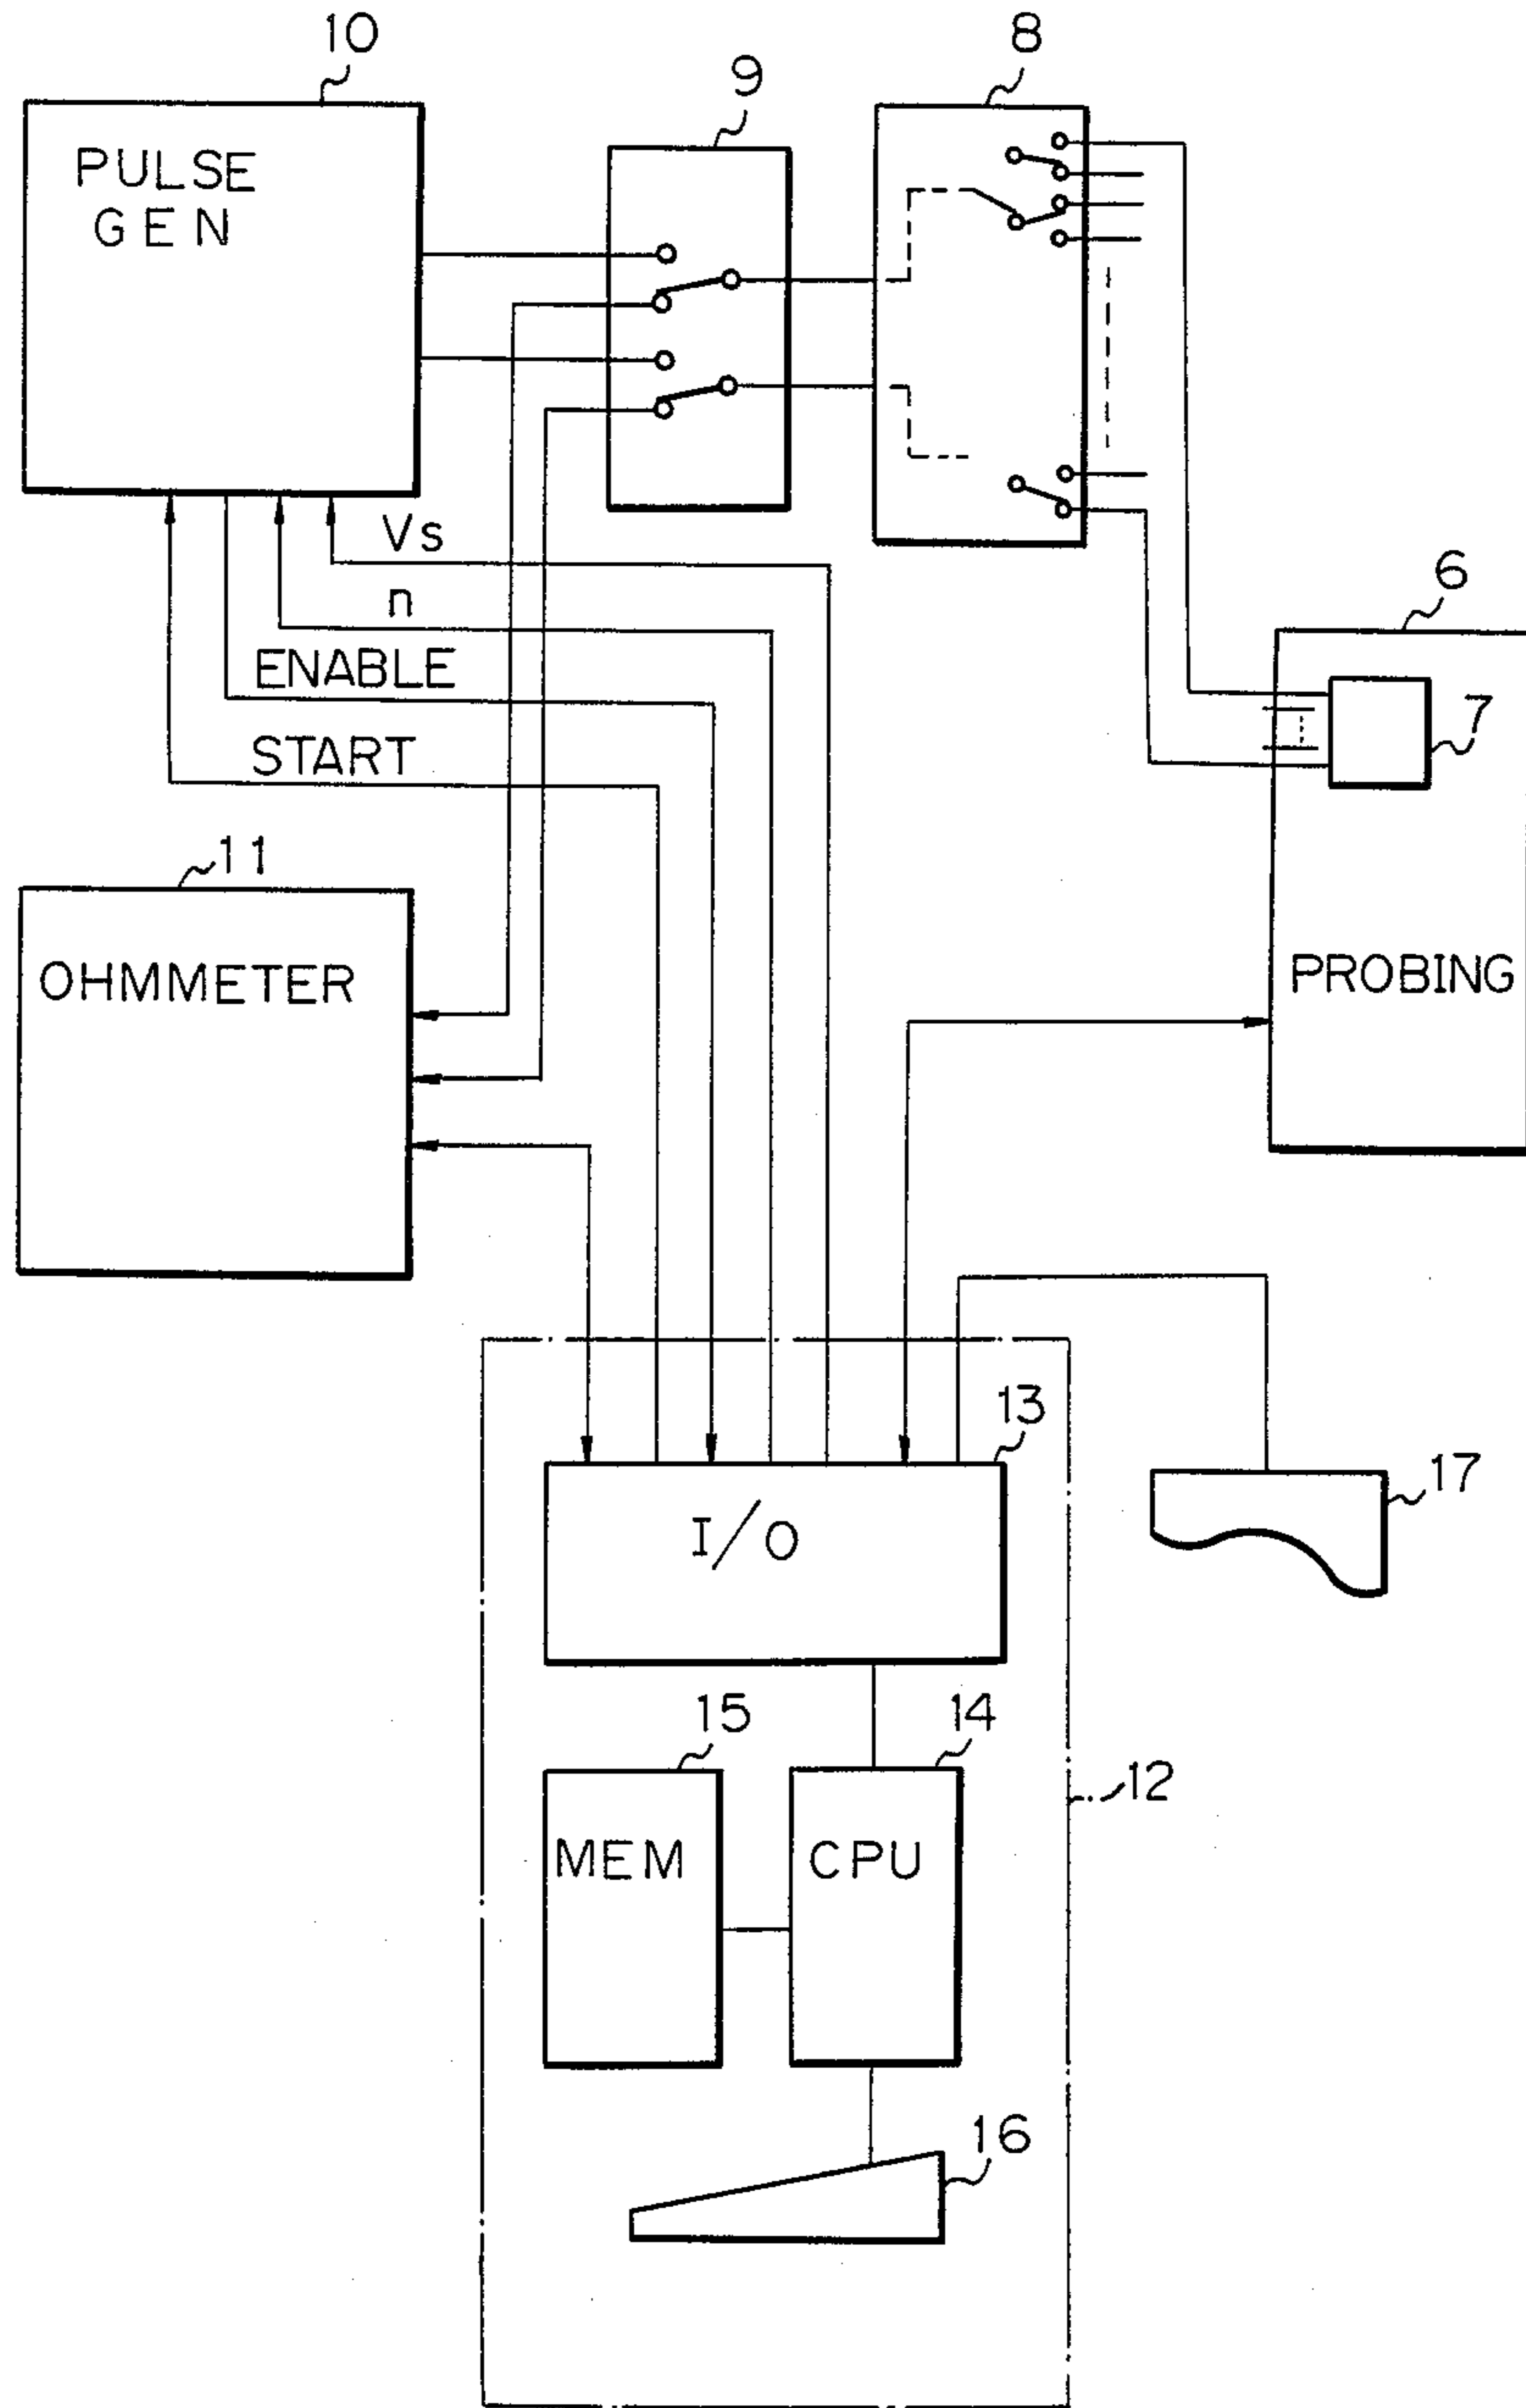 10
8
9
PULSE
GEN
Vs
n
6
ENABLE
7
START
11
OHMMETER
PROBING
13
17
I/O
15
14
12
MEM
CPU
16